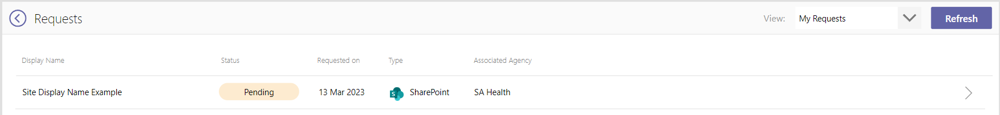 Requests View: My Requests Refresh
Display Name Status Requested on Type Associated Agency
Site Display Name Example Pending 13 Mar 2023 S SharePoint SA Health